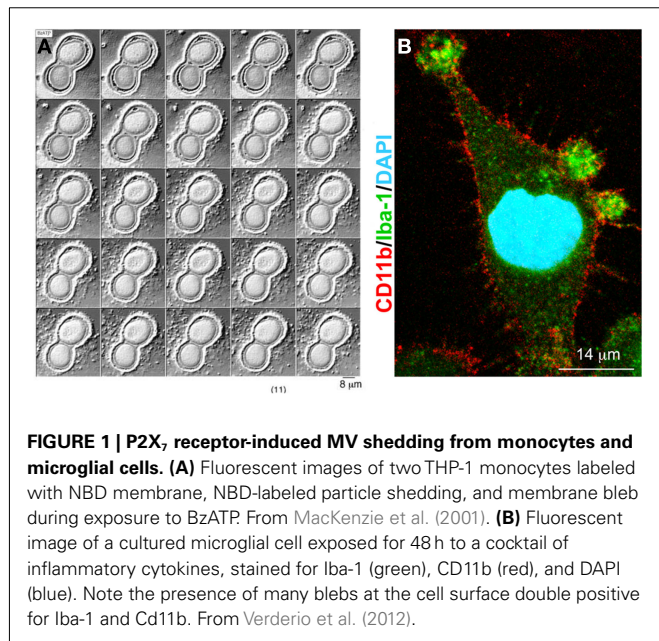 BzATP
A
B
CD11b/Iba-1/DAPI
14 μm
8 μm
(11)
FIGURE 1 | P2X₇ receptor-induced MV shedding from monocytes and
microglial cells. (A) Fluorescent images of two THP-1 monocytes labeled
with NBD membrane, NBD-labeled particle shedding, and membrane bleb
during exposure to BzATP. From MacKenzie et al. (2001). (B) Fluorescent
image of a cultured microglial cell exposed for 48 h to a cocktail of
inflammatory cytokines, stained for Iba-1 (green), CD11b (red), and DAPI
(blue). Note the presence of many blebs at the cell surface double positive
for Iba-1 and Cd11b. From Verderio et al. (2012).